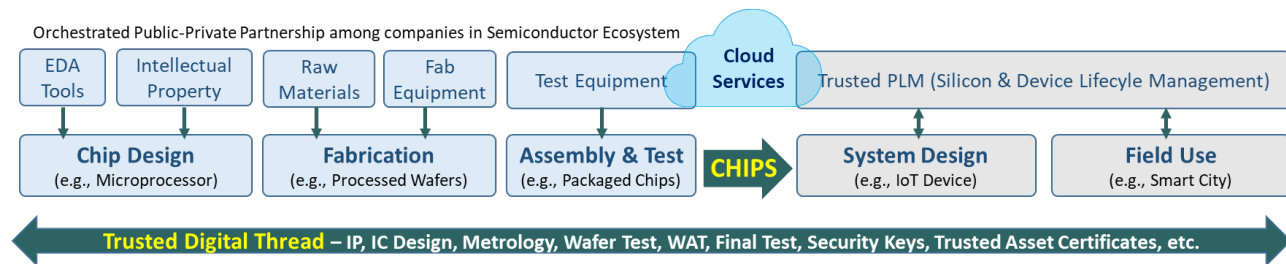 Orchestrated Public-Private Partnership among companies in Semiconductor Ecosystem
EDA
Tools
Intellectual
Property
Raw
Materials
Fab
Equipment
Test Equipment
Cloud
Services
Trusted PLM (Silicon & Device Lifecyle Management)
Chip Design
(e.g., Microprocessor)
Fabrication
(e.g., Processed Wafers)
Assembly & Test
(e.g., Packaged Chips)
CHIPS
System Design
(e.g., IoT Device)
Field Use
(e.g., Smart City)
Trusted Digital Thread – IP, IC Design, Metrology, Wafer Test, WAT, Final Test, Security Keys, Trusted Asset Certificates, etc.